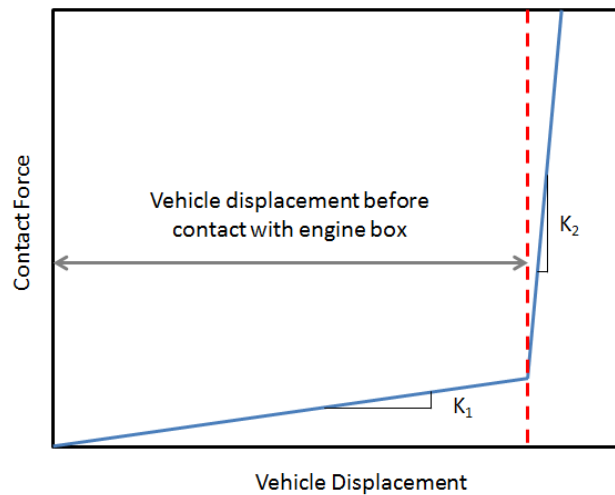 Contact Force
Vehicle displacement before
contact with engine box
K2
K1
Vehicle Displacement